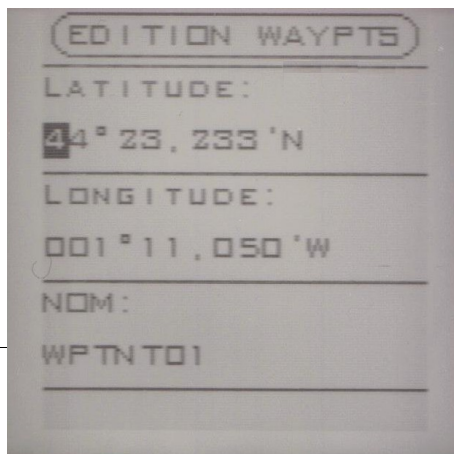 EDITION WAYPTS
LATITUDE:
44° 23, 233 'N
LONGITUDE:
001° 11, 050 'W
NOM:
WPTNT01